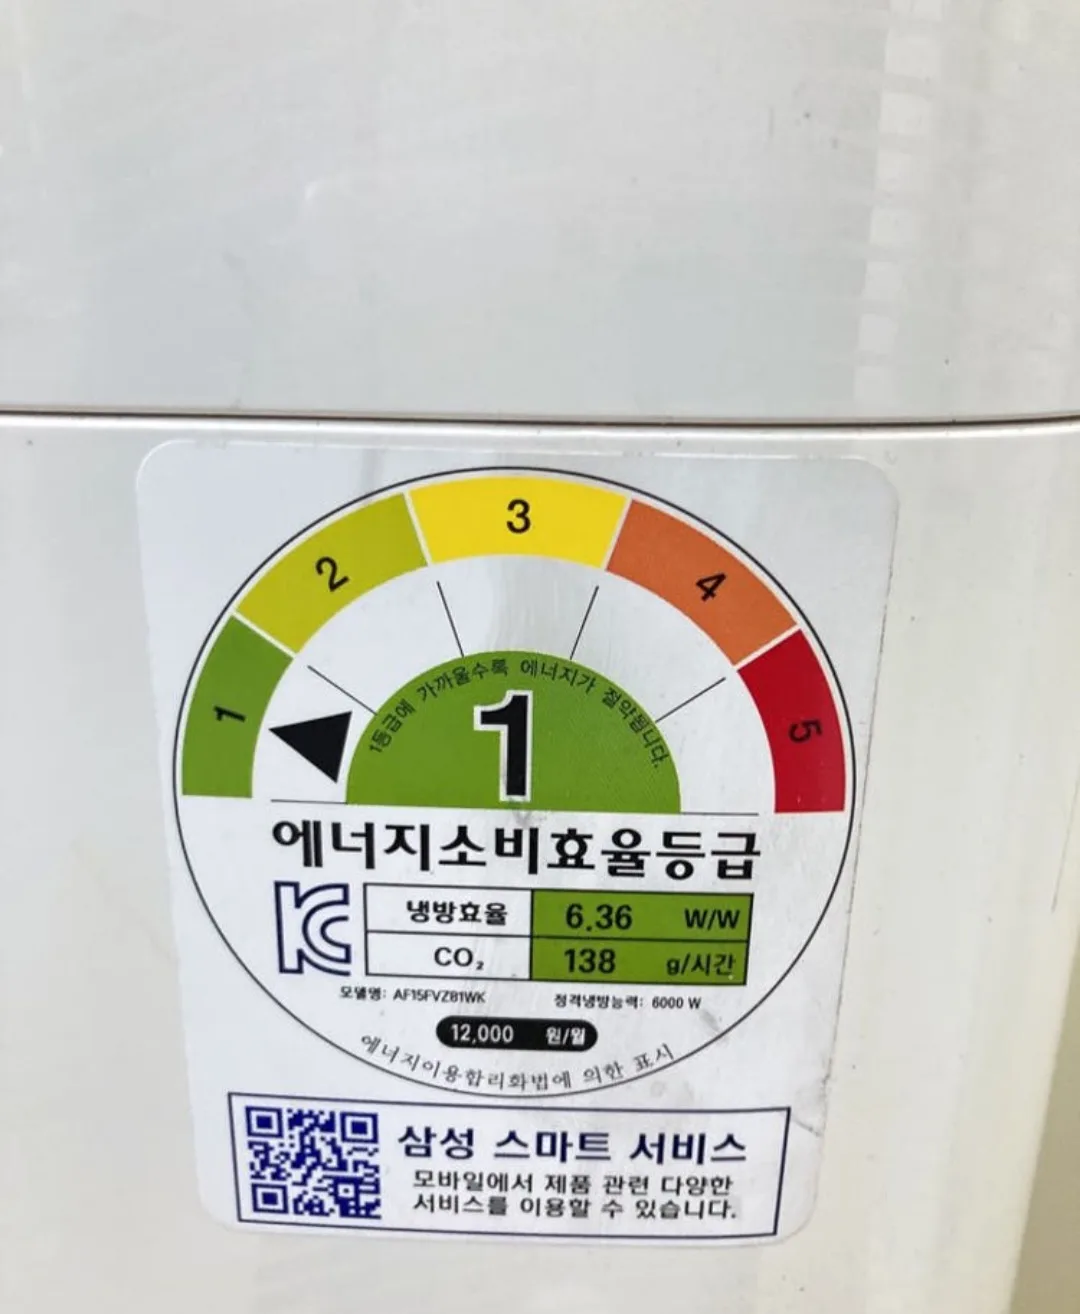 1
2
3
4
5
1등급에 가까울수록 에너지가 절약됩니다.
1
에너지소비효율등급
냉방효율 6.36 W/W
CO₂ 138 g/시간
모델명: AF15FVZB1WK 정격냉방능력: 6000 W
12,000 원/월
에너지이용합리화법에 의한 표시
삼성 스마트 서비스
모바일에서 제품 관련 다양한
서비스를 이용할 수 있습니다.